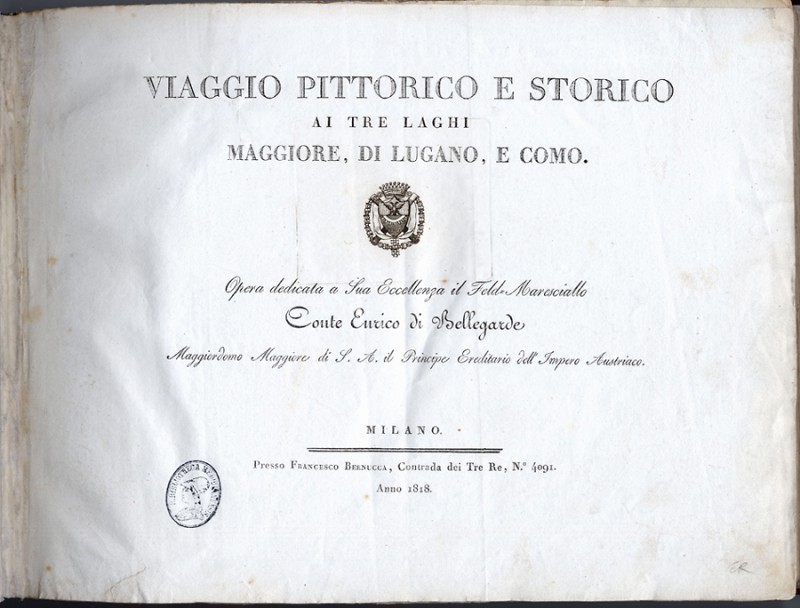 VIAGGIO PITTORICO E STORICO
AI TRE LAGHI
MAGGIORE, DI LUGANO, E COMO.
Opera dedicata a Sua Eccellenza il Feld=Maresciallo
Conte Enrico di Bellegarde
Maggiordomo Maggiore di S. A. il Principe Ereditario dell'Impero Austriaco.
MILANO.
Presso FRANCESCO BERNUCCA, Contrada dei Tre Re, N.° 4091.
Anno 1818.